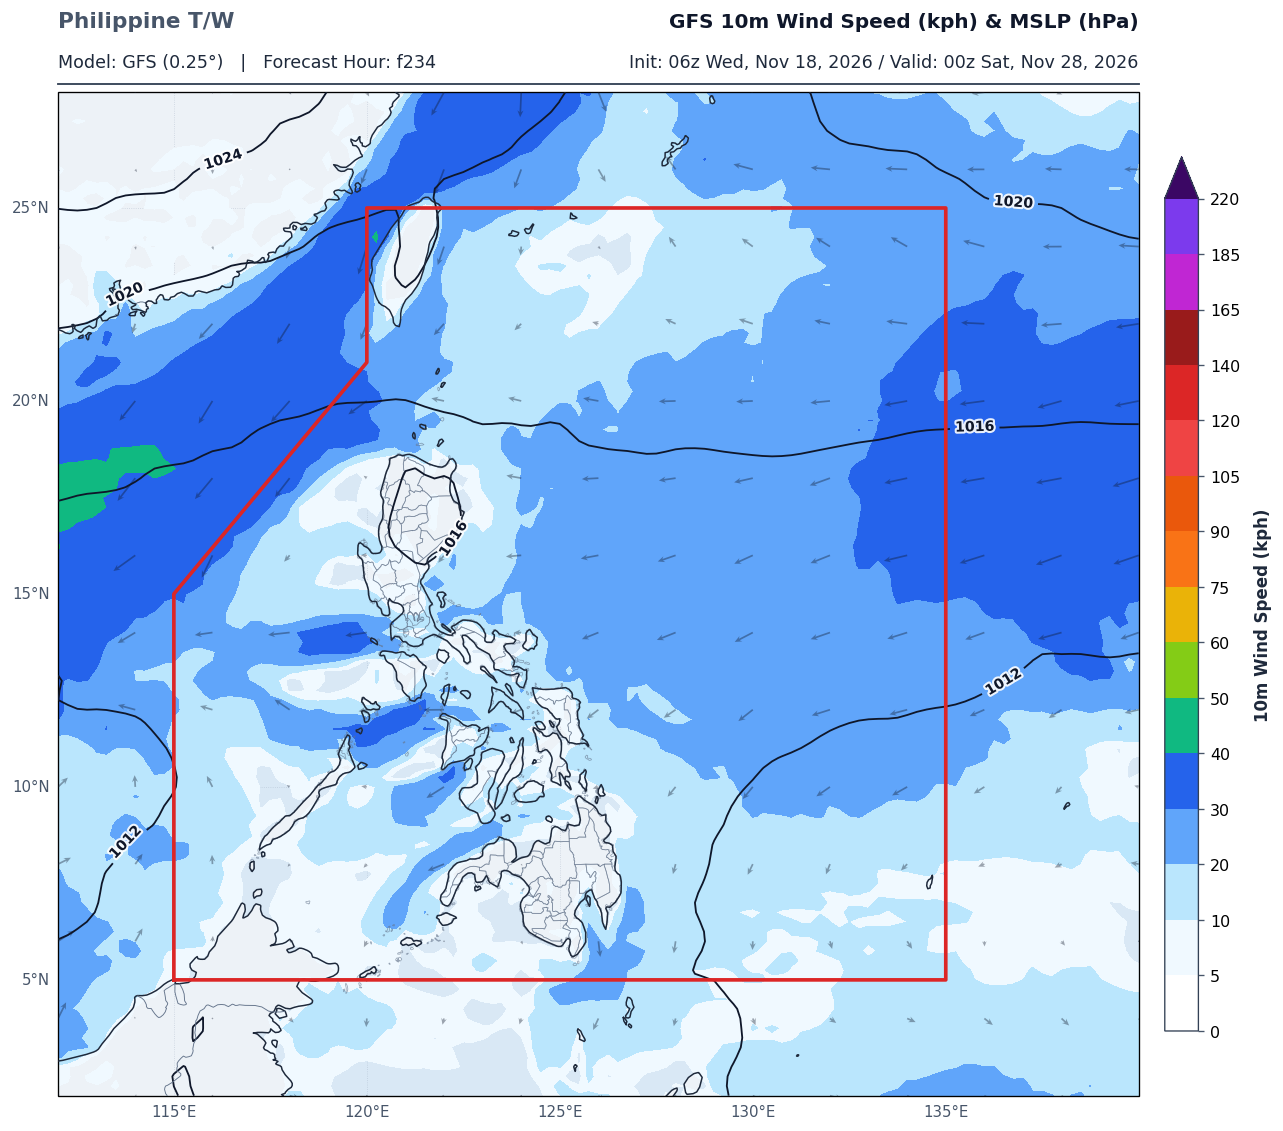 Philippine T/W
GFS 10m Wind Speed (kph) & MSLP (hPa)
Model: GFS (0.25°) | Forecast Hour: f234
Init: 06z Wed, Nov 18, 2026 / Valid: 00z Sat, Nov 28, 2026
1024
1020
1020
1016
1016
1012
1012
25°N
20°N
15°N
10°N
5°N
115°E
120°E
125°E
130°E
135°E
220
185
165
140
120
105
90
75
60
50
40
30
20
10
5
0
10m Wind Speed (kph)